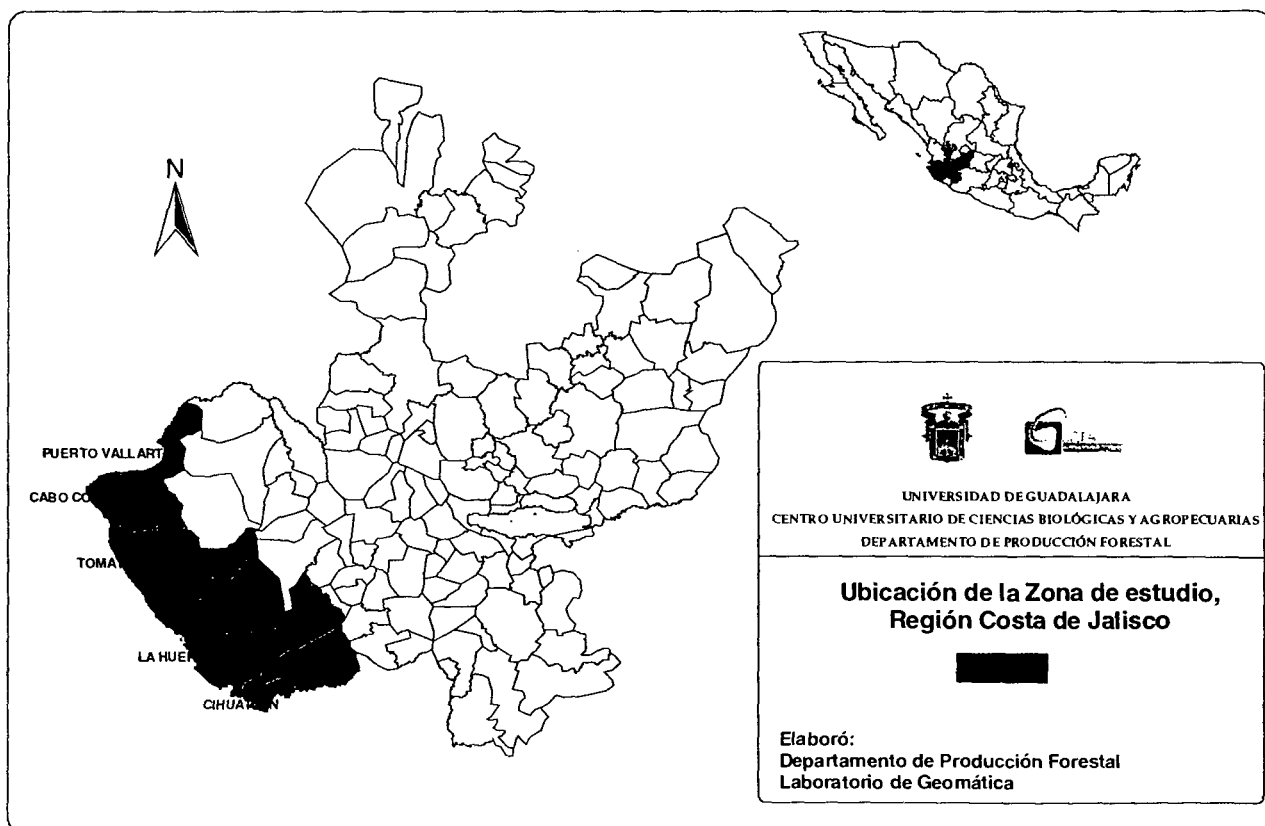 N
PUERTO VALLART
CABO CO
TOMA
LA HUE
CIHUA
UNIVERSIDAD DE GUADALAJARA
CENTRO UNIVERSITARIO DE CIENCIAS BIOLÓGICAS Y AGROPECUARIAS
DEPARTAMENTO DE PRODUCCIÓN FORESTAL
Ubicación de la Zona de estudio,
Región Costa de Jalisco
Elaboró:
Departamento de Producción Forestal
Laboratorio de Geomática